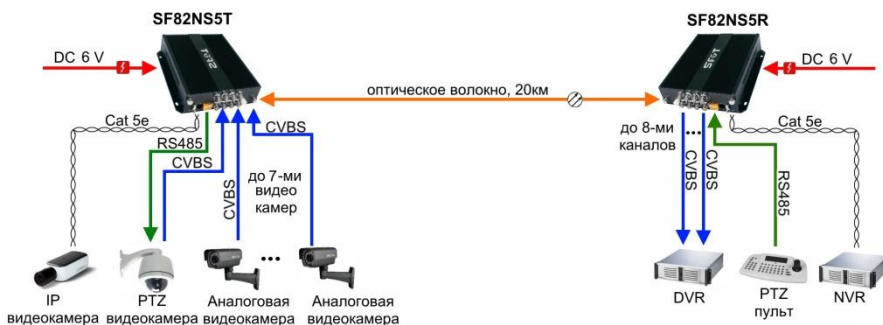 SF82NS5T
SF82NS5R
DC 6 V
DC 6 V
SF&T
SF&T
оптическое волокно, 20км
Cat 5e
RS485
CVBS
CVBS
CVBS
до 7-ми
видео
камер
до 8-ми
каналов
...
CVBS
CVBS
RS485
Cat 5e
...
IP
видеокамера
PTZ
видеокамера
Аналоговая
видеокамера
Аналоговая
видеокамера
DVR
PTZ
пульт
NVR